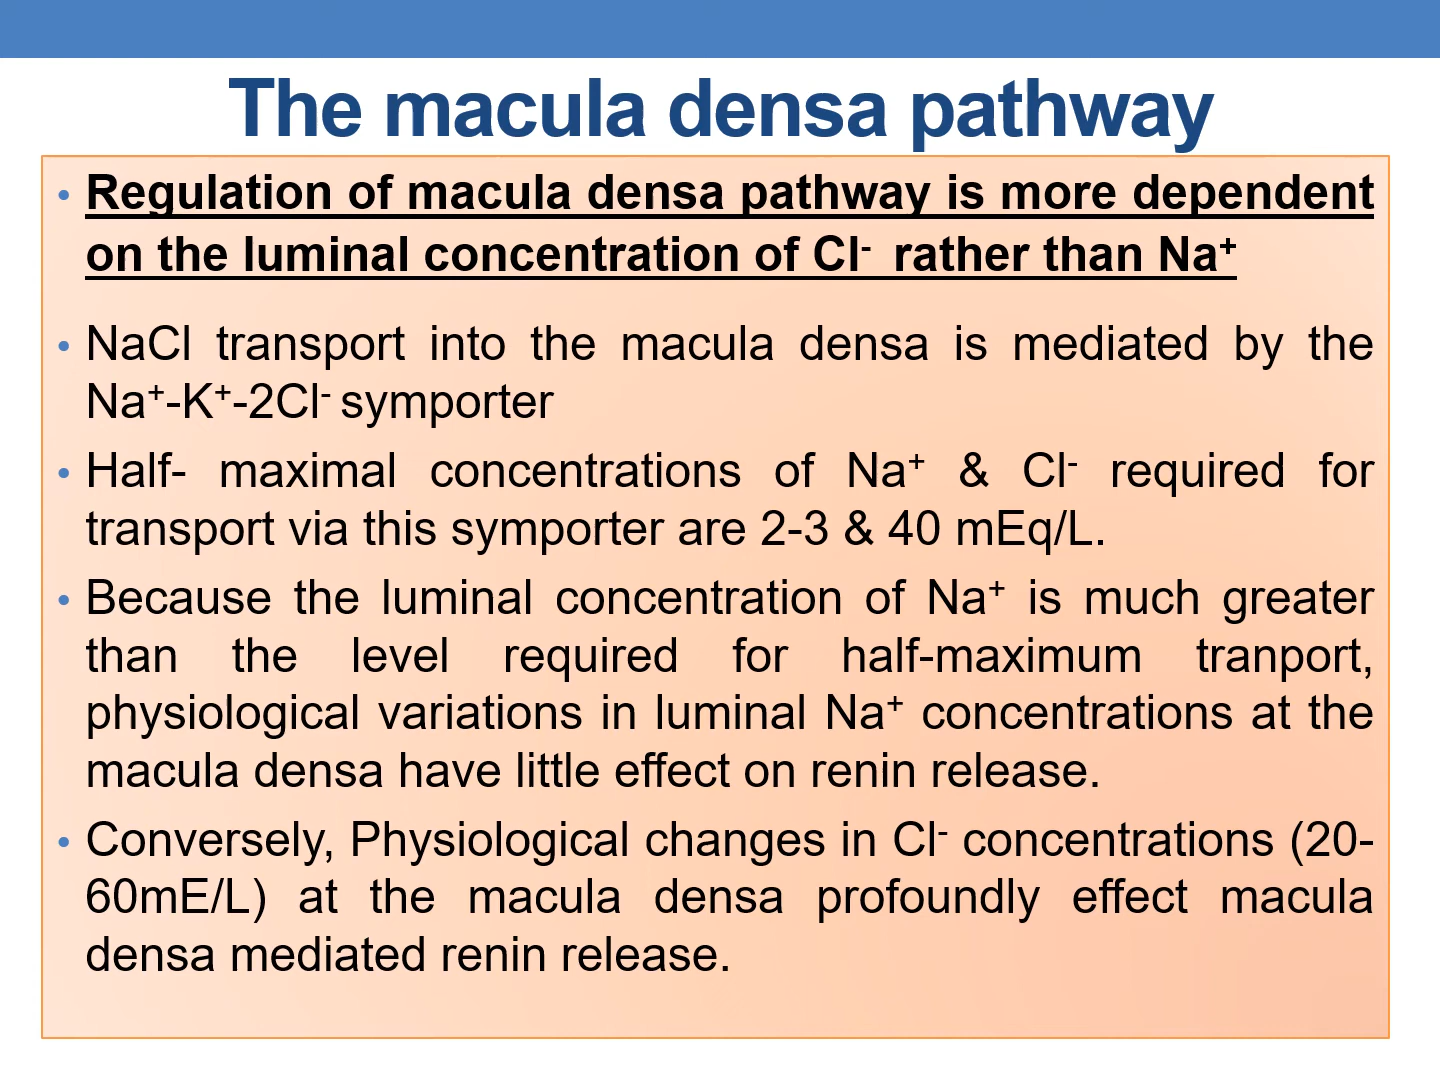 The macula densa pathway
• Regulation of macula densa pathway is more dependent
on the luminal concentration of Cl⁻ rather than Na⁺
• NaCl transport into the macula densa is mediated by the
Na⁺-K⁺-2Cl⁻ symporter
• Half- maximal concentrations of Na⁺ & Cl⁻ required for
transport via this symporter are 2-3 & 40 mEq/L.
• Because the luminal concentration of Na⁺ is much greater
than the level required for half-maximum tranport,
physiological variations in luminal Na⁺ concentrations at the
macula densa have little effect on renin release.
• Conversely, Physiological changes in Cl⁻ concentrations (20-
60mE/L) at the macula densa profoundly effect macula
densa mediated renin release.